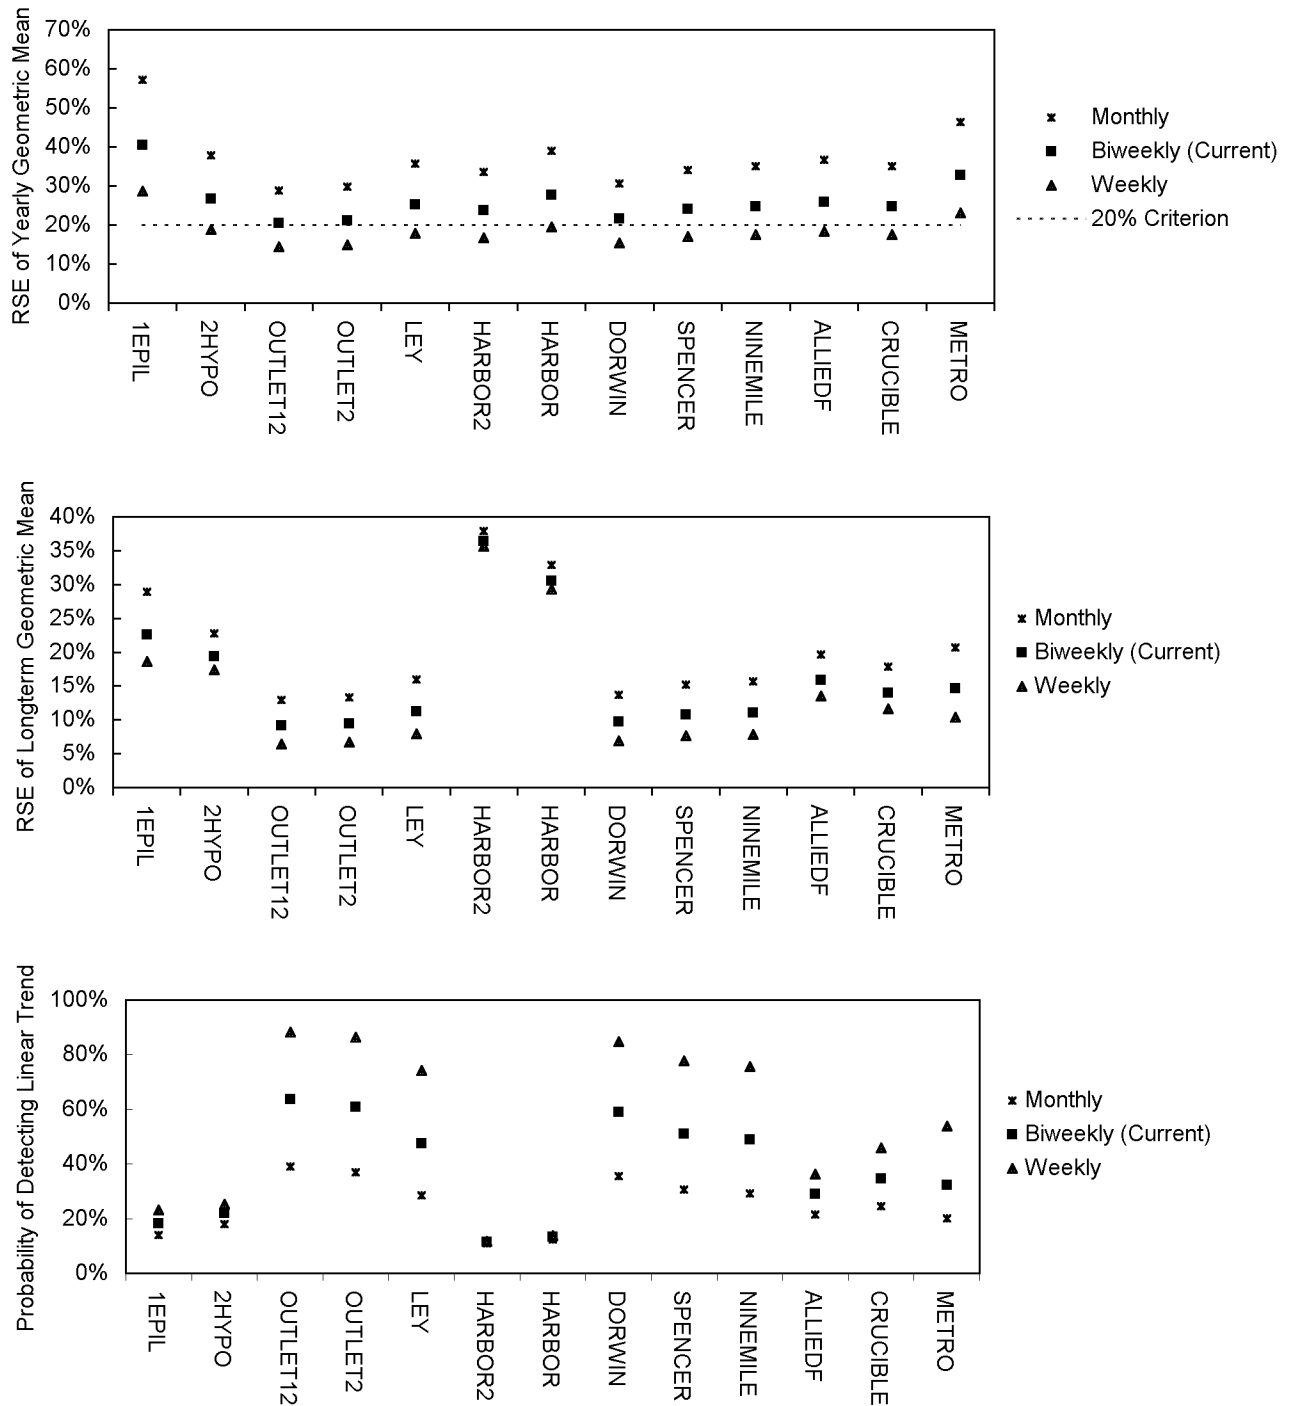 RSE of Yearly Geometric Mean
70%
60%
50%
40%
30%
20%
10%
0%
1EPIL
2HYPO
OUTLET12
OUTLET2
LEY
HARBOR2
HARBOR
DORWIN
SPENCER
NINEMILE
ALLIEDF
CRUCIBLE
METRO
Monthly
Biweekly (Current)
Weekly
20% Criterion
RSE of Longterm Geometric Mean
40%
35%
30%
25%
20%
15%
10%
5%
0%
1EPIL
2HYPO
OUTLET12
OUTLET2
LEY
HARBOR2
HARBOR
DORWIN
SPENCER
NINEMILE
ALLIEDF
CRUCIBLE
METRO
Monthly
Biweekly (Current)
Weekly
Probability of Detecting Linear Trend
100%
80%
60%
40%
20%
0%
1EPIL
2HYPO
OUTLET12
OUTLET2
LEY
HARBOR2
HARBOR
DORWIN
SPENCER
NINEMILE
ALLIEDF
CRUCIBLE
METRO
Monthly
Biweekly (Current)
Weekly